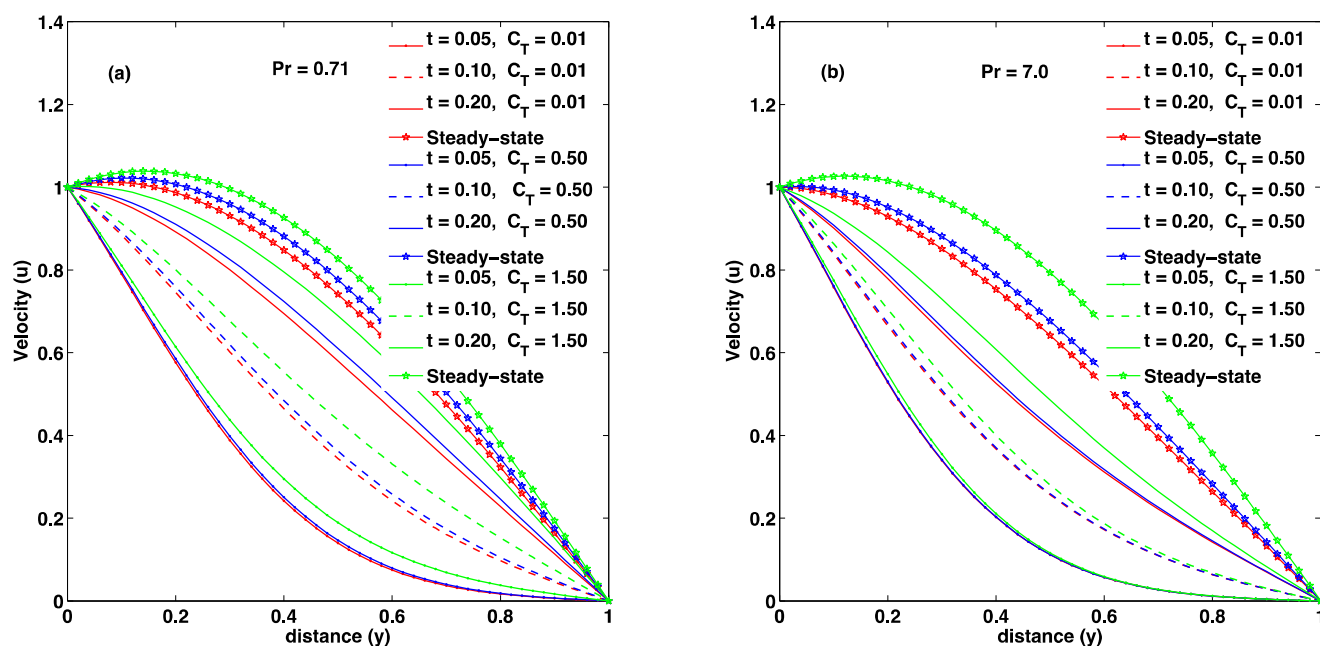 1.4
1.2
1
0.8
0.6
0.4
0.2
0
0
0.2
0.4
0.6
0.8
1
Velocity (u)
distance (y)
(a)
Pr = 0.71
t = 0.05, C_T = 0.01
t = 0.10, C_T = 0.01
t = 0.20, C_T = 0.01
Steady−state
t = 0.05, C_T = 0.50
t = 0.10, C_T = 0.50
t = 0.20, C_T = 0.50
Steady−state
t = 0.05, C_T = 1.50
t = 0.10, C_T = 1.50
t = 0.20, C_T = 1.50
Steady−state
1.4
1.2
1
0.8
0.6
0.4
0.2
0
0
0.2
0.4
0.6
0.8
1
Velocity (u)
distance (y)
(b)
Pr = 7.0
t = 0.05, C_T = 0.01
t = 0.10, C_T = 0.01
t = 0.20, C_T = 0.01
Steady−state
t = 0.05, C_T = 0.50
t = 0.10, C_T = 0.50
t = 0.20, C_T = 0.50
Steady−state
t = 0.05, C_T = 1.50
t = 0.10, C_T = 1.50
t = 0.20, C_T = 1.50
Steady−state